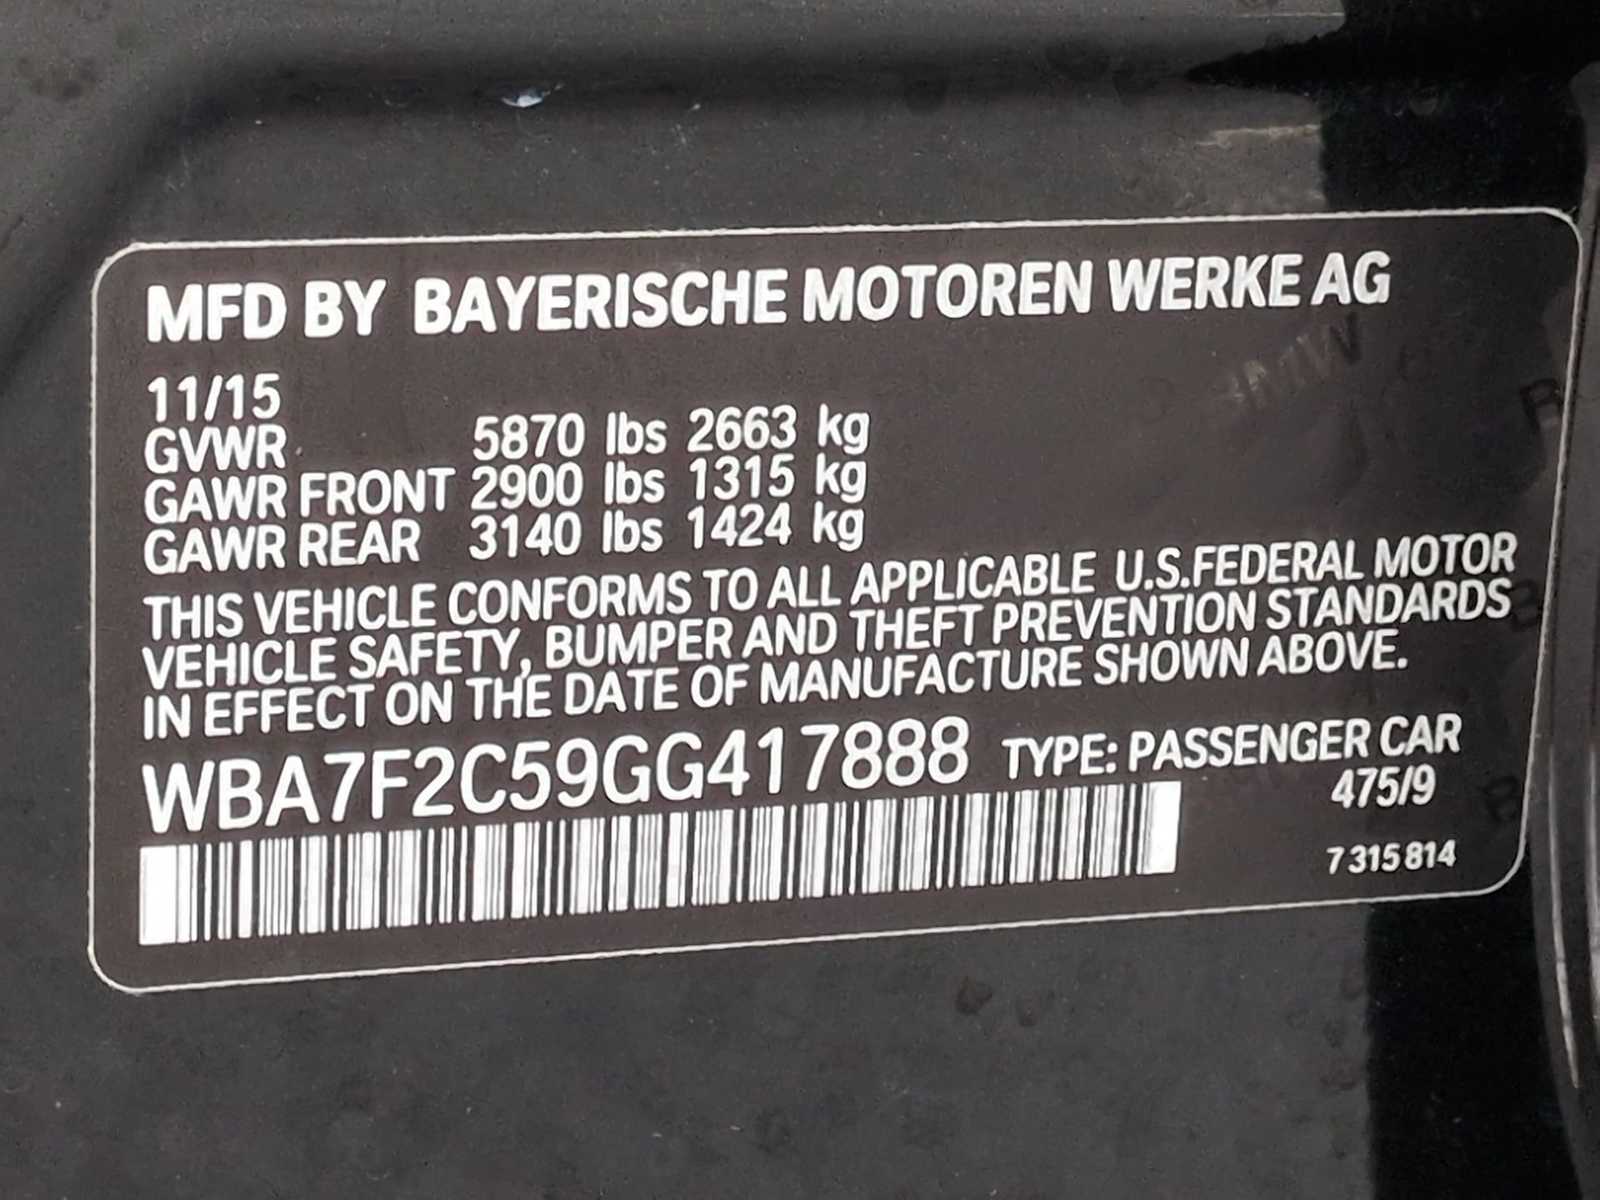 MFD BY BAYERISCHE MOTOREN WERKE AG
11/15
GVWR 5870 lbs 2663 kg
GAWR FRONT 2900 lbs 1315 kg
GAWR REAR 3140 lbs 1424 kg
THIS VEHICLE CONFORMS TO ALL APPLICABLE U.S.FEDERAL MOTOR
VEHICLE SAFETY, BUMPER AND THEFT PREVENTION STANDARDS
IN EFFECT ON THE DATE OF MANUFACTURE SHOWN ABOVE.
WBA7F2C59GG417888 TYPE: PASSENGER CAR
475/9
7 315 814